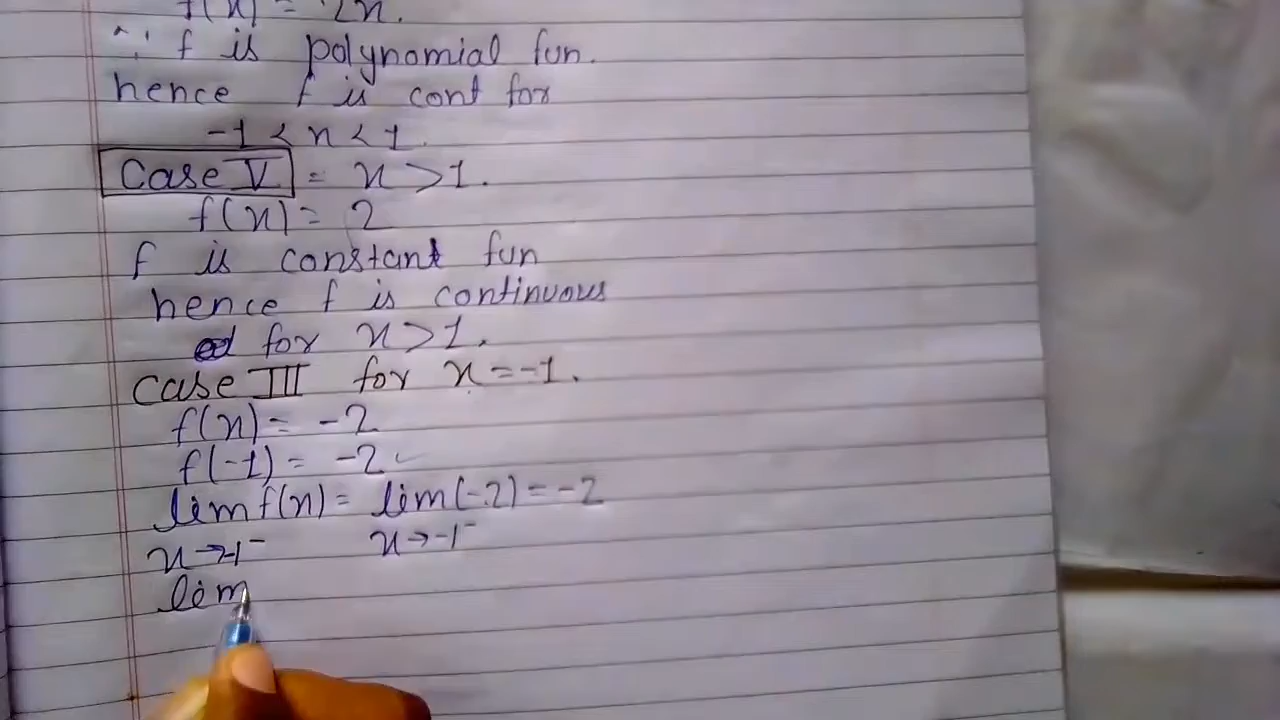 f(x) = 2x.
∵ f is polynomial fun.
hence f is cont for
-1 < x < 1.
Case V = x > 1.
f(x) = 2
f is constant fun
hence f is continuous
for x > 1.
Case III for x = -1.
f(x) = -2
f(-1) = -2
lim f(x) = lim (-2) = -2
x → -1⁻ x → -1⁻
lim